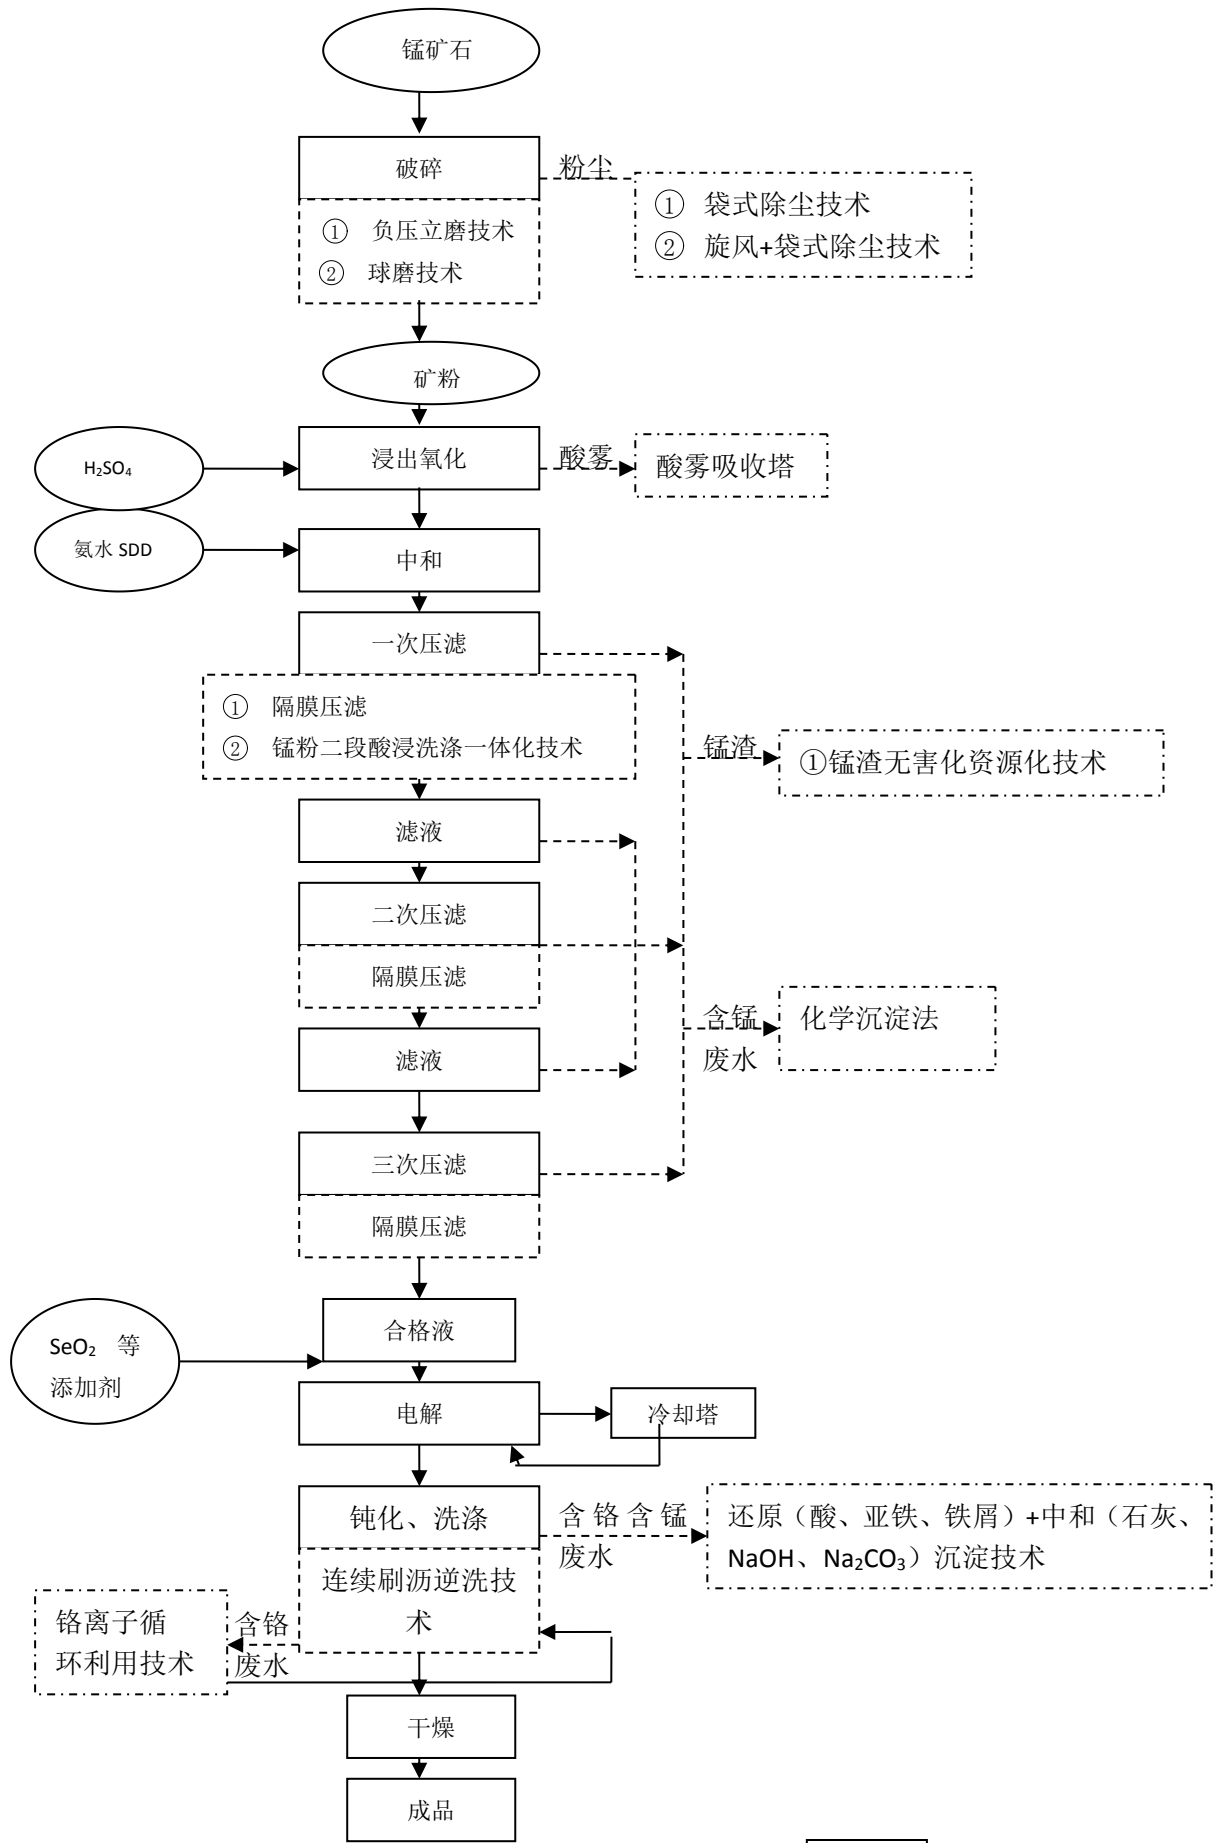 锰矿石
破碎
粉尘
① 负压立磨技术
② 球磨技术
① 袋式除尘技术
② 旋风+袋式除尘技术
矿粉
H₂SO₄
浸出氧化
酸雾
酸雾吸收塔
氨水 SDD
中和
一次压滤
① 隔膜压滤
② 锰粉二段酸浸洗涤一体化技术
锰渣
①锰渣无害化资源化技术
滤液
二次压滤
隔膜压滤
含锰
废水
化学沉淀法
滤液
三次压滤
隔膜压滤
合格液
SeO₂ 等
添加剂
电解
冷却塔
钝化、洗涤
含铬含锰
废水
还原（酸、亚铁、铁屑）+中和（石灰、
NaOH、Na₂CO₃）沉淀技术
连续刷沥逆洗技
术
铬离子循
环利用技术
含铬
废水
干燥
成品